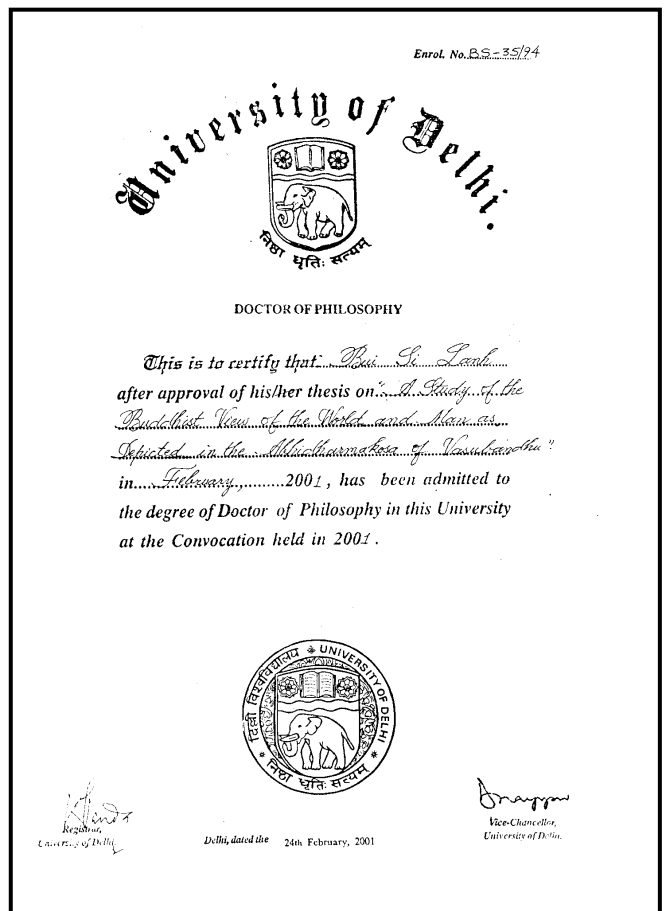 Enrol. No. BS-35/94
University of Delhi.
निष्ठा धृतिः सत्यम्
DOCTOR OF PHILOSOPHY
This is to certify that Bui Si Lanh
after approval of his/her thesis on "A Study of the
Buddhist View of the World and Man as
Depicted in the Abhidharmakosa of Vasubandhu"
in....February,.........2001, has been admitted to
the degree of Doctor of Philosophy in this University
at the Convocation held in 2001.
दिल्ली विश्वविद्यालय * UNIVERSITY OF DELHI *
निष्ठा धृतिः सत्यम्
Registrar,
University of Delhi.
Delhi, dated the 24th February, 2001
Vice-Chancellor,
University of Delhi.